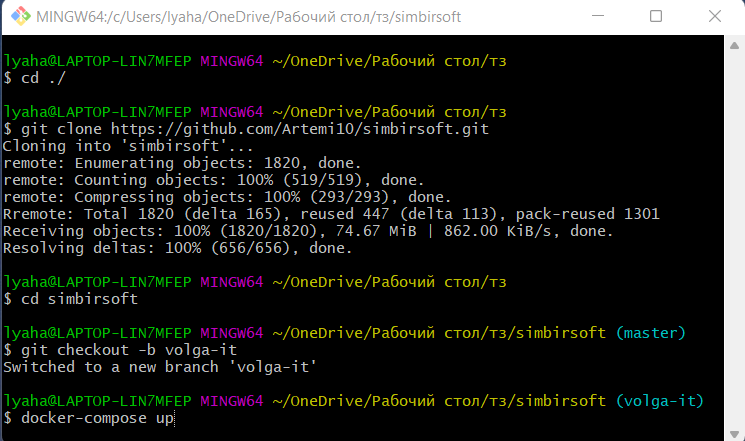 MINGW64:/c/Users/lyaha/OneDrive/Рабочий стол/тз/simbirsoft
lyaha@LAPTOP-LIN7MFEP MINGW64 ~/OneDrive/Рабочий стол/тз
$ cd ./
lyaha@LAPTOP-LIN7MFEP MINGW64 ~/OneDrive/Рабочий стол/тз
$ git clone https://github.com/Artemi10/simbirsoft.git
Cloning into 'simbirsoft'...
remote: Enumerating objects: 1820, done.
remote: Counting objects: 100% (519/519), done.
remote: Compressing objects: 100% (293/293), done.
Rremote: Total 1820 (delta 165), reused 447 (delta 113), pack-reused 1301
Receiving objects: 100% (1820/1820), 74.67 MiB | 862.00 KiB/s, done.
Resolving deltas: 100% (656/656), done.
lyaha@LAPTOP-LIN7MFEP MINGW64 ~/OneDrive/Рабочий стол/тз
$ cd simbirsoft
lyaha@LAPTOP-LIN7MFEP MINGW64 ~/OneDrive/Рабочий стол/тз/simbirsoft (master)
$ git checkout -b volga-it
Switched to a new branch 'volga-it'
lyaha@LAPTOP-LIN7MFEP MINGW64 ~/OneDrive/Рабочий стол/тз/simbirsoft (volga-it)
$ docker-compose up